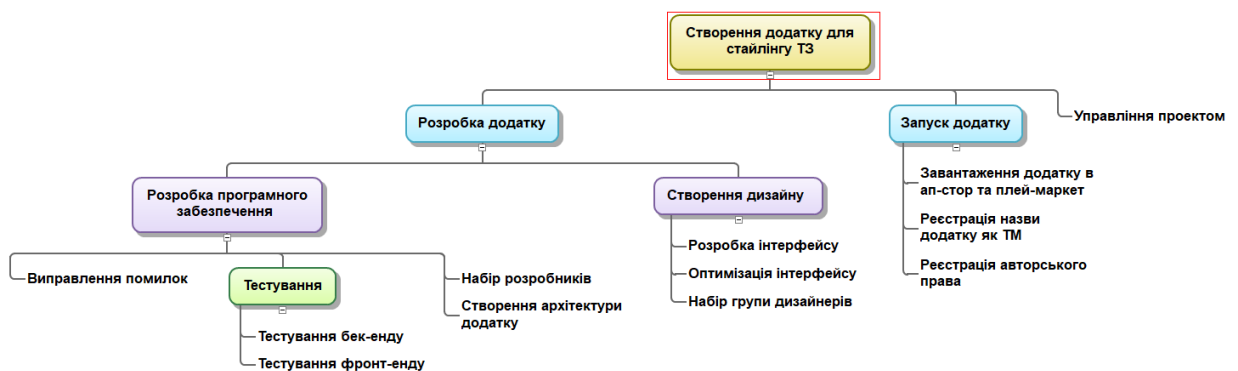 Створення додатку для
стайлінгу ТЗ
Розробка додатку
Запуск додатку
Управління проектом
Розробка програмного
забезпечення
Створення дизайну
Завантаження додатку в
ап-стор та плей-маркет
Реєстрація назви
додатку як ТМ
Реєстрація авторського
права
Виправлення помилок
Тестування
Набір розробників
Створення архітектури
додатку
Розробка інтерфейсу
Оптимізація інтерфейсу
Набір групи дизайнерів
Тестування бек-енду
Тестування фронт-енду